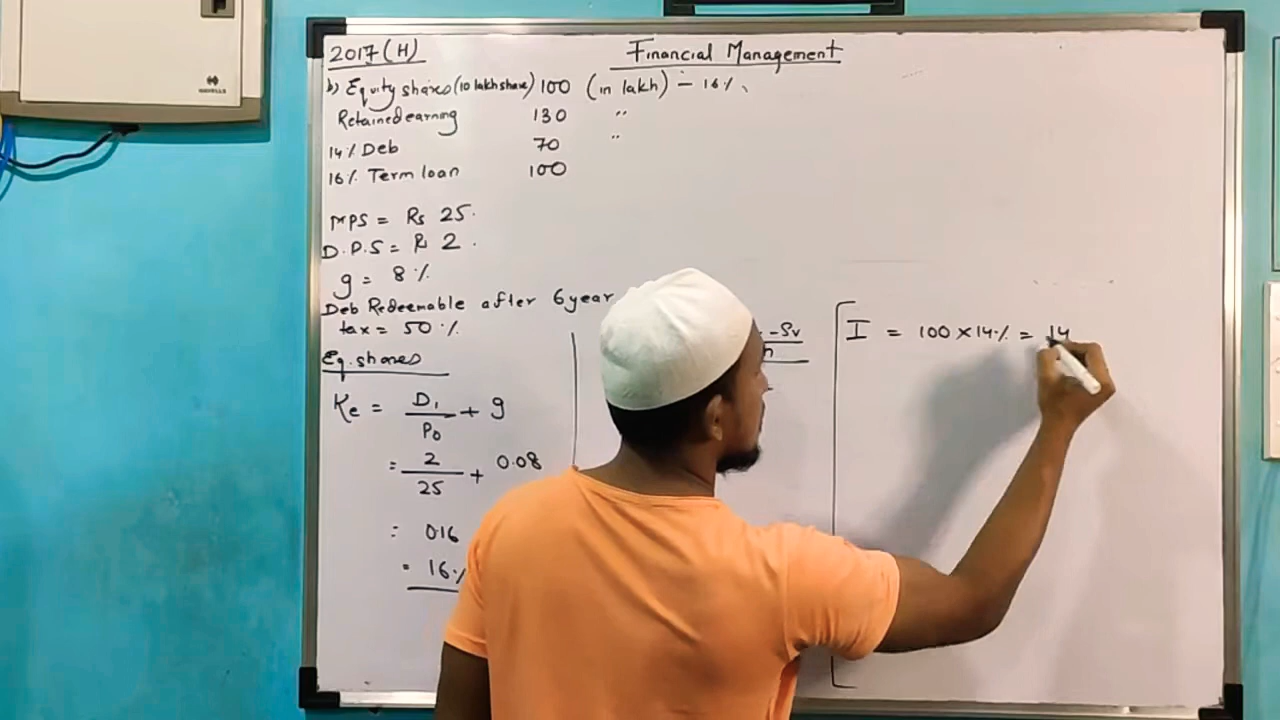 HAVELLS
2017 (H)
Financial Management
b) Equity shares (10 lakh share) 100 (in lakh) - 16%
Retained earning 130 "
14% Deb 70 "
16% Term loan 100
MPS = Rs 25.
D.P.S = R 2.
g = 8%
Deb Redeemable after 6 year
tax = 50%
Eq. shares
Ke = D1/P0 + g
= 2/25 + 0.08
= 0.16
= 16%
- Sv
n
I = 100 × 14% = 14